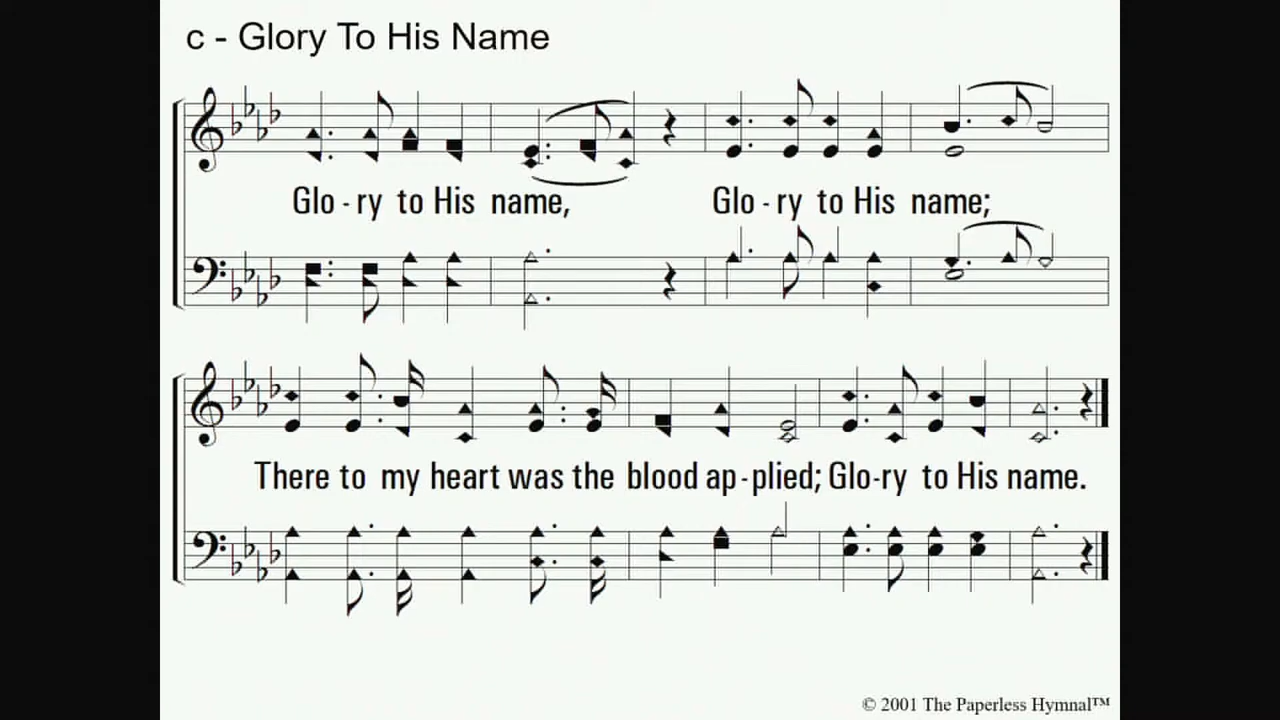 c - Glory To His Name
Glo - ry to His name, Glo - ry to His name;
There to my heart was the blood ap - plied; Glo - ry to His name.
© 2001 The Paperless Hymnal™